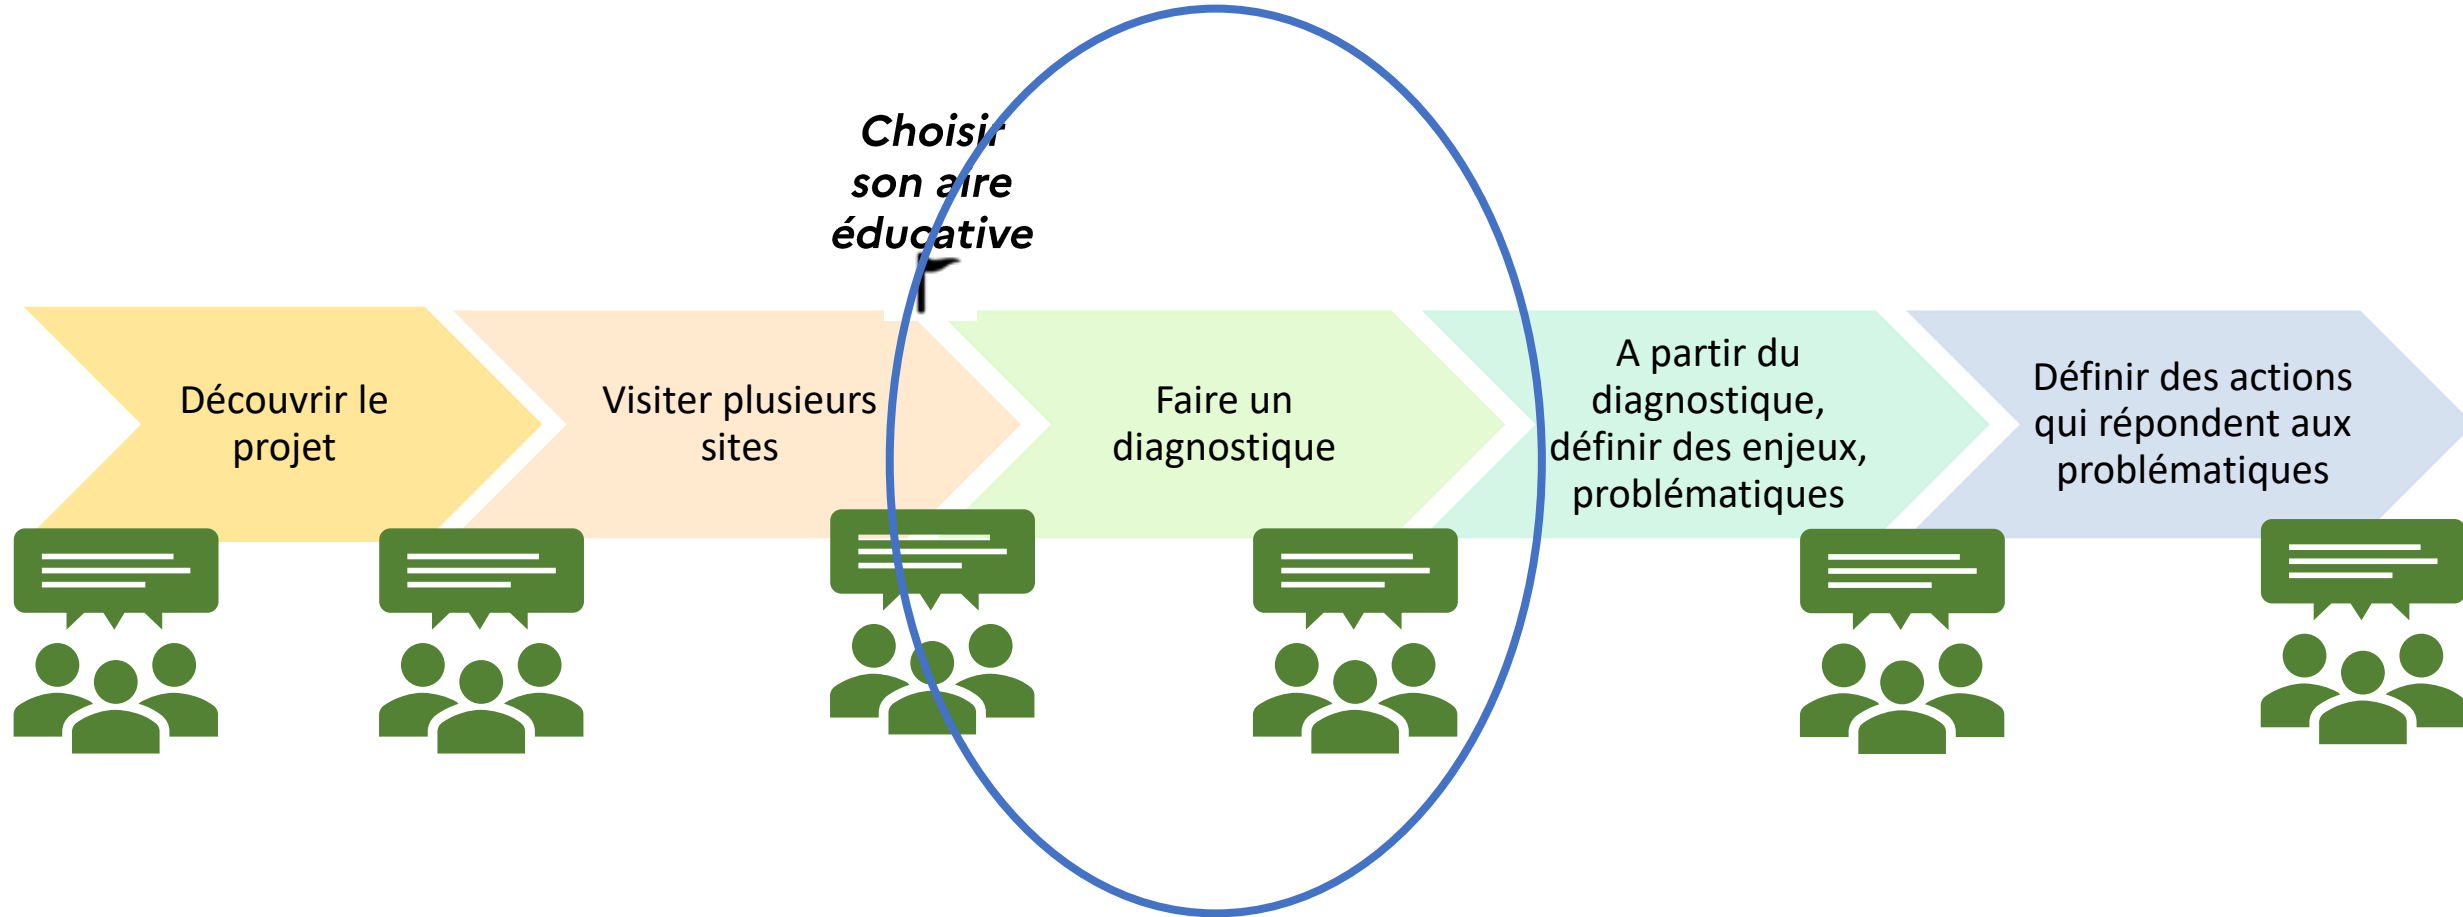 Choisir
son aire
éducative
Découvrir le
projet
Visiter plusieurs
sites
Faire un
diagnostique
A partir du
diagnostique,
définir des enjeux,
problématiques
Définir des actions
qui répondent aux
problématiques